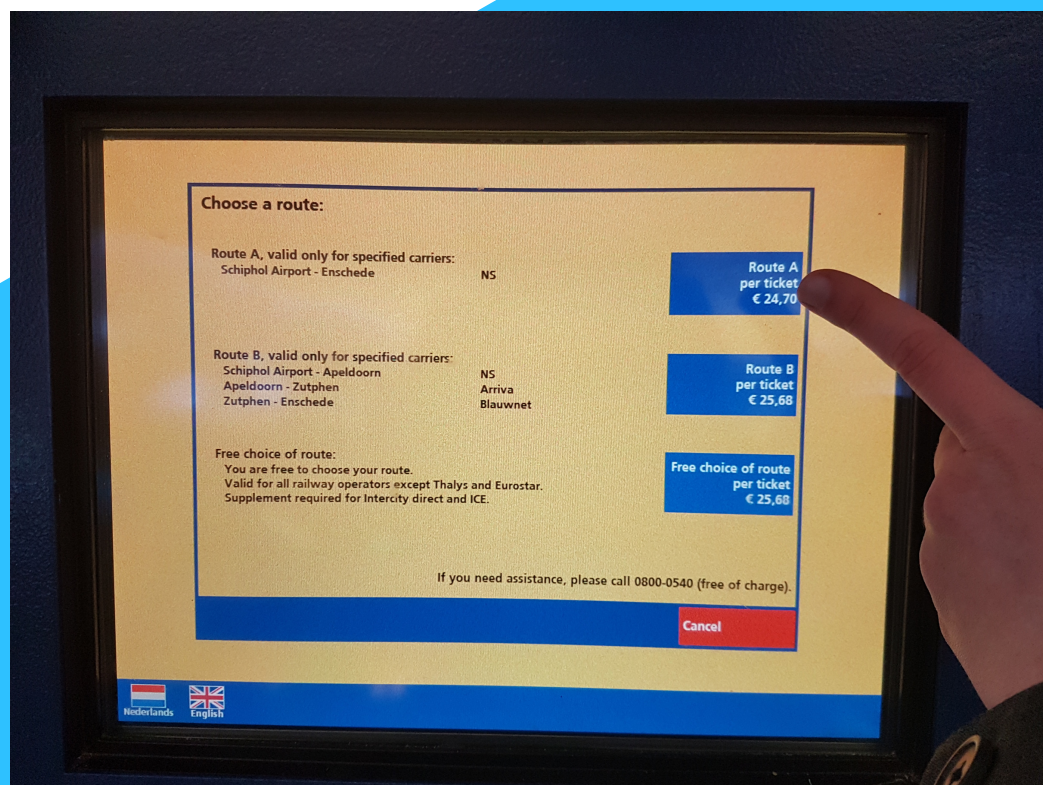 Choose a route:
Route A, valid only for specified carriers:
Schiphol Airport - Enschede NS
Route A
per ticket
€ 24,70
Route B, valid only for specified carriers:
Schiphol Airport - Apeldoorn NS
Apeldoorn - Zutphen Arriva
Zutphen - Enschede Blauwnet
Route B
per ticket
€ 25,68
Free choice of route:
You are free to choose your route.
Valid for all railway operators except Thalys and Eurostar.
Supplement required for Intercity direct and ICE.
Free choice of route
per ticket
€ 25,68
If you need assistance, please call 0800-0540 (free of charge).
Cancel
Nederlands English